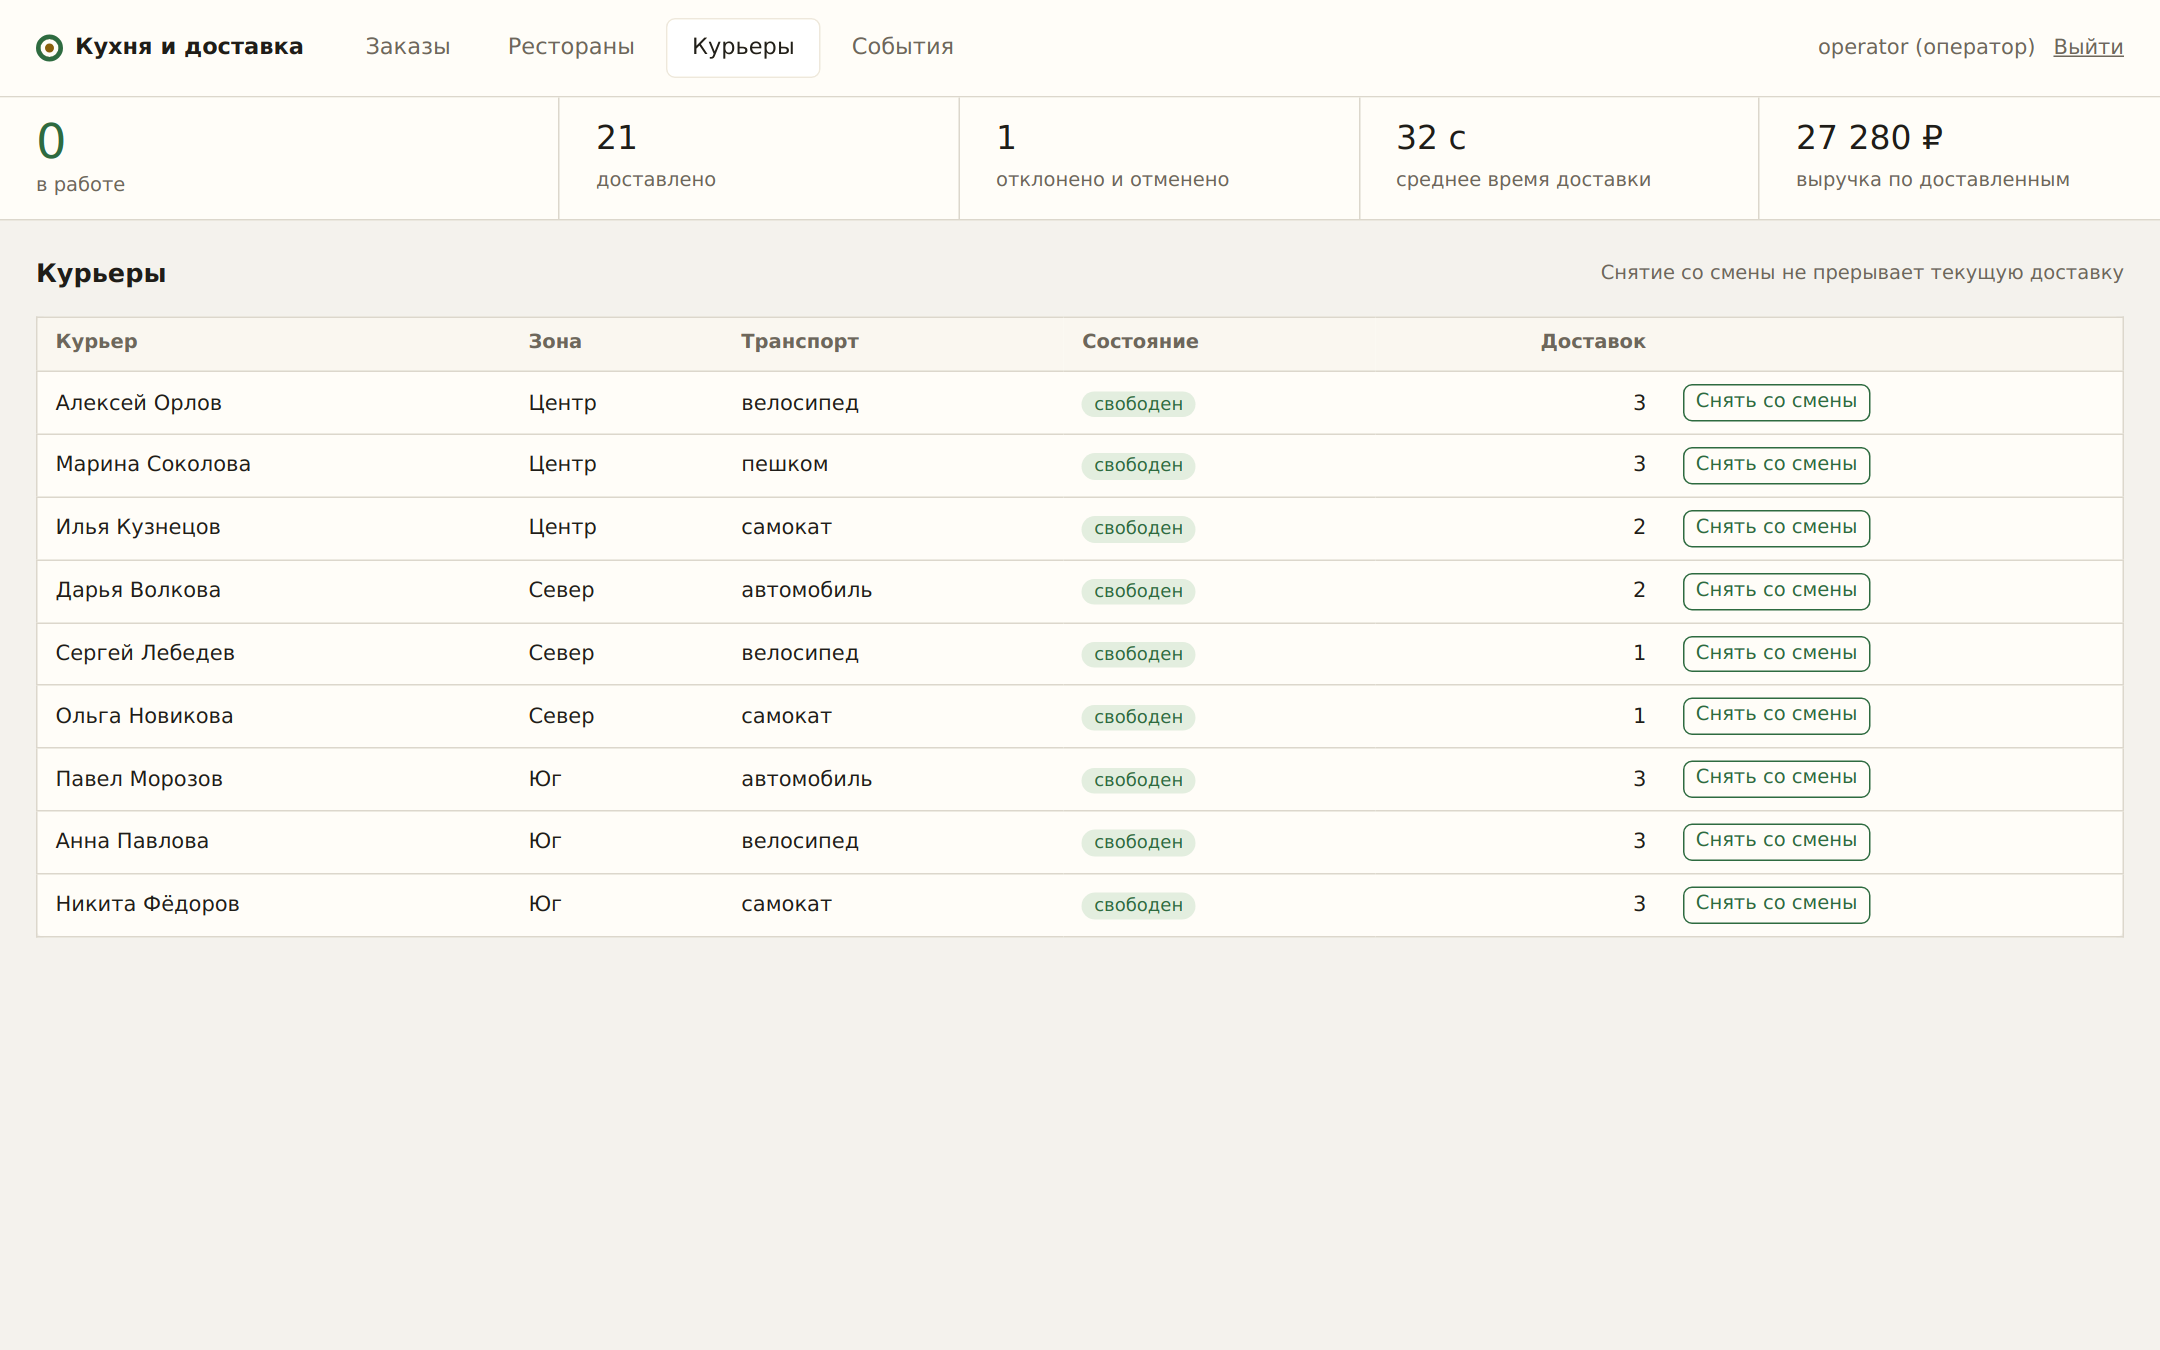 Кухня и доставка Заказы Рестораны Курьеры События operator (оператор) Выйти
0 21 1 32 с 27 280 ₽
в работе доставлено отклонено и отменено среднее время доставки выручка по доставленным
Курьеры Снятие со смены не прерывает текущую доставку
Курьер Зона Транспорт Состояние Доставок
Алексей Орлов Центр велосипед свободен 3 Снять со смены
Марина Соколова Центр пешком свободен 3 Снять со смены
Илья Кузнецов Центр самокат свободен 2 Снять со смены
Дарья Волкова Север автомобиль свободен 2 Снять со смены
Сергей Лебедев Север велосипед свободен 1 Снять со смены
Ольга Новикова Север самокат свободен 1 Снять со смены
Павел Морозов Юг автомобиль свободен 3 Снять со смены
Анна Павлова Юг велосипед свободен 3 Снять со смены
Никита Фёдоров Юг самокат свободен 3 Снять со смены